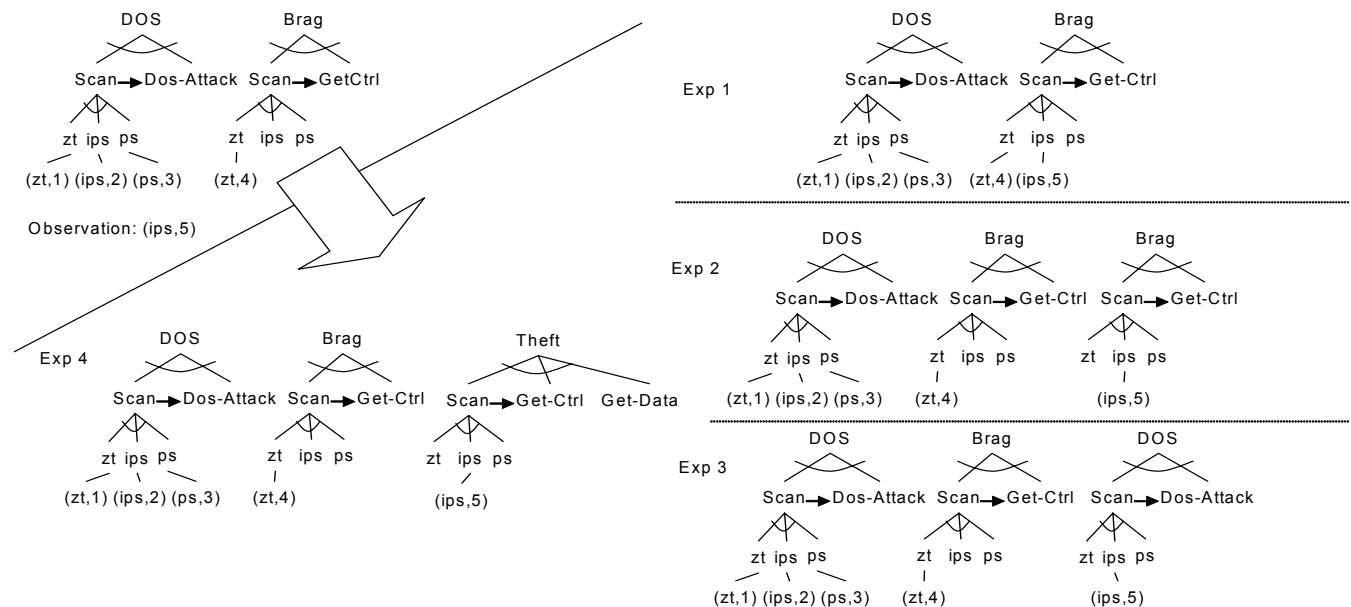 DOS Brag
Scan Dos-Attack Scan GetCtrl
zt ips ps zt ips ps
(zt,1) (ips,2) (ps,3) (zt,4)
Observation: (ips,5)
Exp 1
DOS Brag
Scan Dos-Attack Scan Get-Ctrl
zt ips ps zt ips ps
(zt,1) (ips,2) (ps,3) (zt,4) (ips,5)
Exp 2
DOS Brag Brag
Scan Dos-Attack Scan Get-Ctrl Scan Get-Ctrl
zt ips ps zt ips ps zt ips ps
(zt,1) (ips,2) (ps,3) (zt,4) (ips,5)
Exp 3
DOS Brag DOS
Scan Dos-Attack Scan Get-Ctrl Scan Dos-Attack
zt ips ps zt ips ps zt ips ps
(zt,1) (ips,2) (ps,3) (zt,4) (ips,5)
Exp 4
DOS Brag Theft
Scan Dos-Attack Scan Get-Ctrl Scan Get-Ctrl Get-Data
zt ips ps zt ips ps zt ips ps
(zt,1) (ips,2) (ps,3) (zt,4) (ips,5)